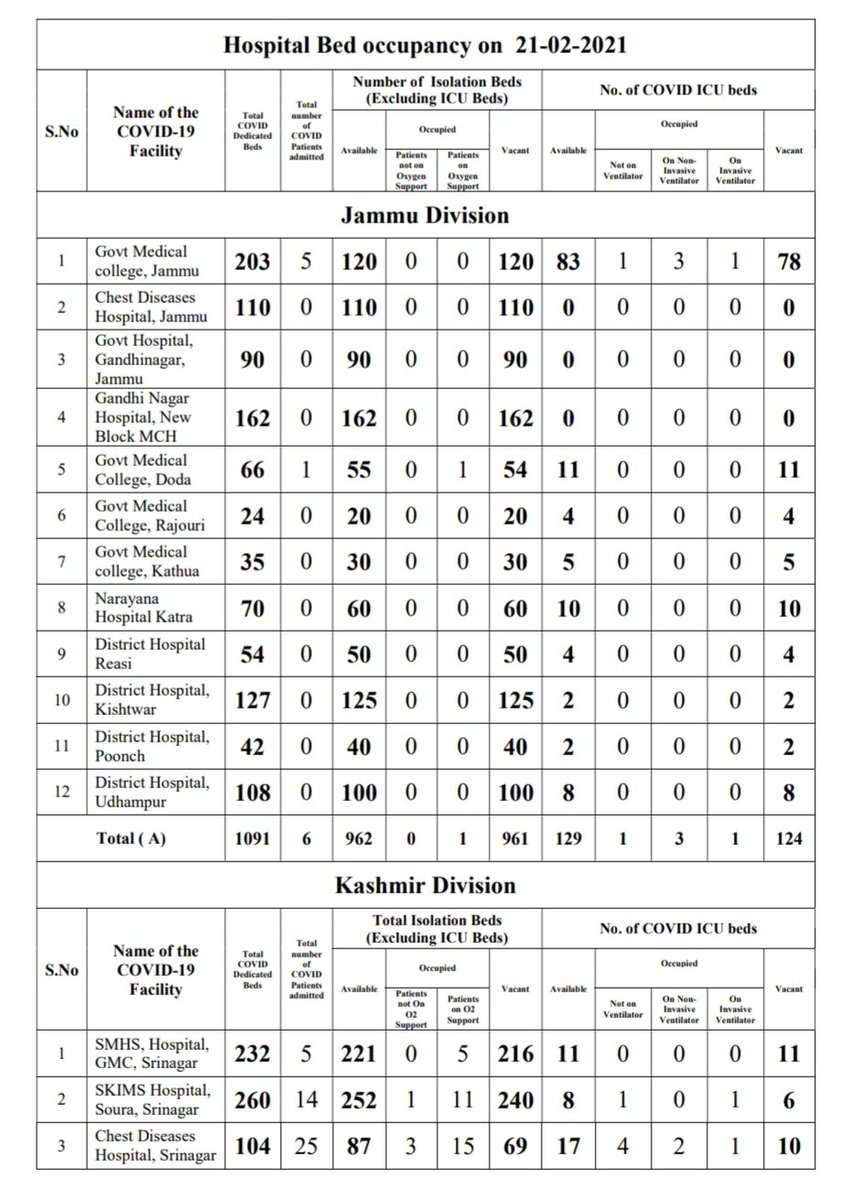 Hospital Bed occupancy on 21-02-2021
S.No
Name of the
COVID-19
Facility
Total
COVID
Dedicated
Beds
Total
number
of
COVID
Patients
admitted
Number of Isolation Beds
(Excluding ICU Beds)
No. of COVID ICU beds
Available
Occupied
Patients
not on
Oxygen
Support
Patients
on
Oxygen
Support
Vacant
Available
Occupied
Not on
Ventilator
On Non-
Invasive
Ventilator
On
Invasive
Ventilator
Vacant
Jammu Division
1 Govt Medical
college, Jammu 203 5 120 0 0 120 83 1 3 1 78
2 Chest Diseases
Hospital, Jammu 110 0 110 0 0 110 0 0 0 0 0
3 Govt Hospital,
Gandhinagar,
Jammu 90 0 90 0 0 90 0 0 0 0 0
4 Gandhi Nagar
Hospital, New
Block MCH 162 0 162 0 0 162 0 0 0 0 0
5 Govt Medical
College, Doda 66 1 55 0 1 54 11 0 0 0 11
6 Govt Medical
College, Rajouri 24 0 20 0 0 20 4 0 0 0 4
7 Govt Medical
college, Kathua 35 0 30 0 0 30 5 0 0 0 5
8 Narayana
Hospital Katra 70 0 60 0 0 60 10 0 0 0 10
9 District Hospital
Reasi 54 0 50 0 0 50 4 0 0 0 4
10 District Hospital,
Kishtwar 127 0 125 0 0 125 2 0 0 0 2
11 District Hospital,
Poonch 42 0 40 0 0 40 2 0 0 0 2
12 District Hospital,
Udhampur 108 0 100 0 0 100 8 0 0 0 8
Total ( A) 1091 6 962 0 1 961 129 1 3 1 124
Kashmir Division
S.No
Name of the
COVID-19
Facility
Total
COVID
Dedicated
Beds
Total
number
of
COVID
Patients
admitted
Total Isolation Beds
(Excluding ICU Beds)
No. of COVID ICU beds
Available
Occupied
Patients
not On
O2
Support
Patients
on O2
Support
Vacant
Available
Occupied
Not on
Ventilator
On Non-
Invasive
Ventilator
On
Invasive
Ventilator
Vacant
1 SMHS, Hospital,
GMC, Srinagar 232 5 221 0 5 216 11 0 0 0 11
2 SKIMS Hospital,
Soura, Srinagar 260 14 252 1 11 240 8 1 0 1 6
3 Chest Diseases
Hospital, Srinagar 104 25 87 3 15 69 17 4 2 1 10